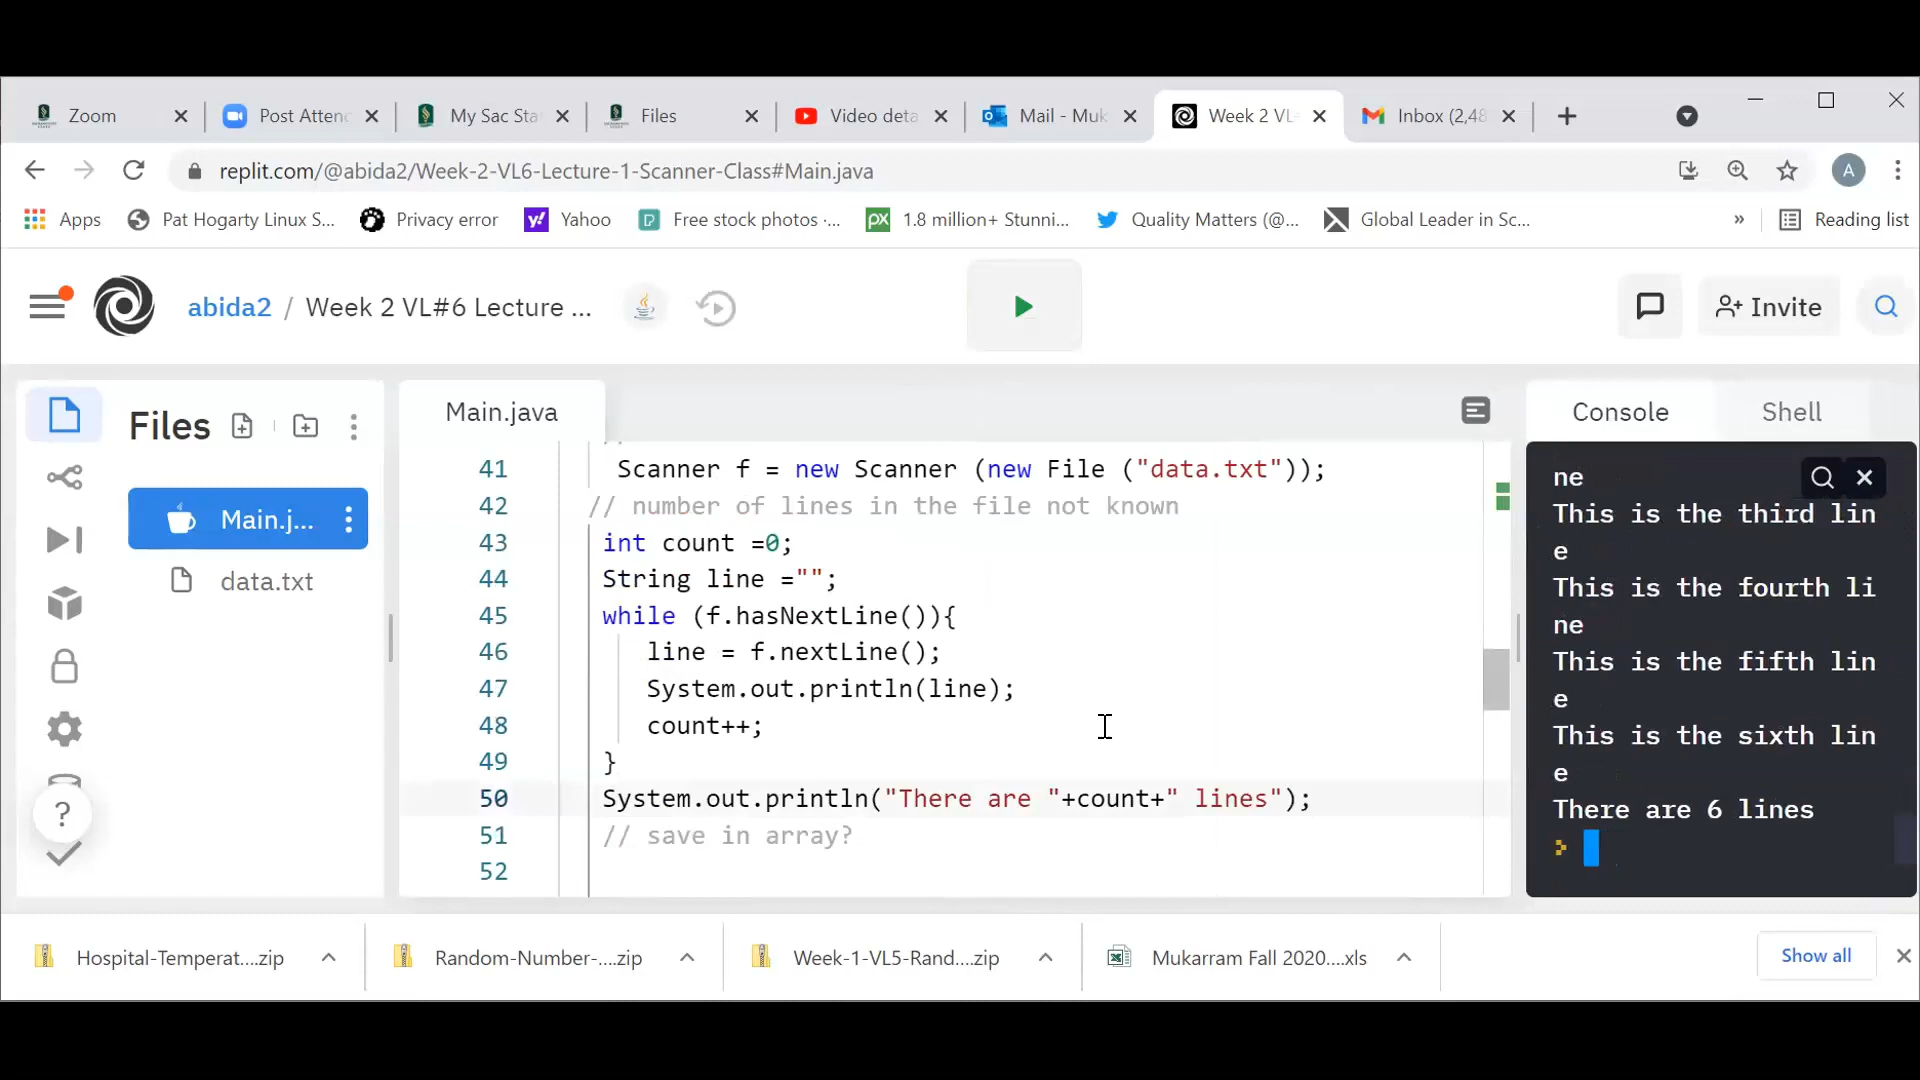 Zoom
Post Attenc
My Sac Sta
Files
Video deta
Mail - Muk
Week 2 VL
Inbox (2,48
replit.com/@abida2/Week-2-VL6-Lecture-1-Scanner-Class#Main.java
A
Apps
Pat Hogarty Linux S...
Privacy error
Yahoo
Free stock photos ·...
1.8 million+ Stunni...
Quality Matters (@...
Global Leader in Sc...
»
Reading list
abida2 / Week 2 VL#6 Lecture ...
Invite
Files
Main.j...
data.txt
?
Main.java
41 Scanner f = new Scanner (new File ("data.txt"));
42 // number of lines in the file not known
43 int count =0;
44 String line ="";
45 while (f.hasNextLine()){
46 line = f.nextLine();
47 System.out.println(line);
48 count++;
49 }
50 System.out.println("There are "+count+" lines");
51 // save in array?
52
Console
Shell
ne
This is the third lin
e
This is the fourth li
ne
This is the fifth lin
e
This is the sixth lin
e
There are 6 lines
Hospital-Temperat....zip
Random-Number-....zip
Week-1-VL5-Rand....zip
Mukarram Fall 2020....xls
Show all